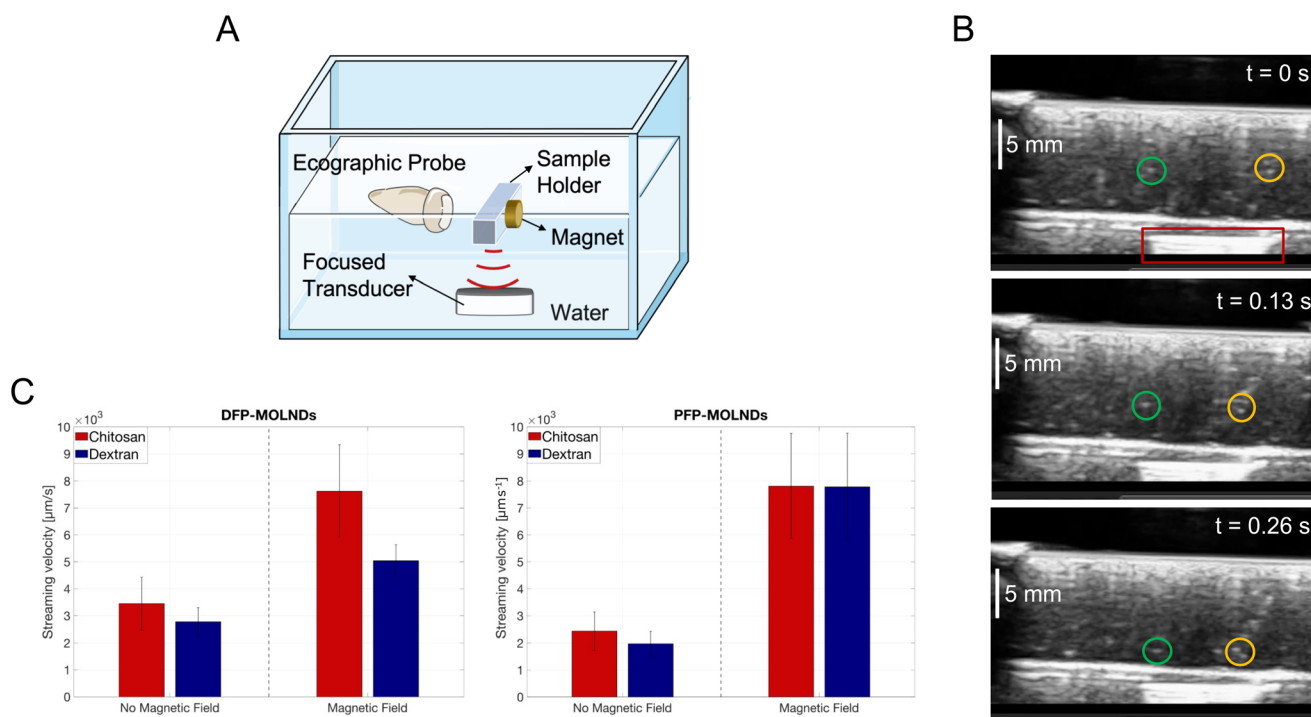 A
Ecographic Probe
Sample
Holder
Magnet
Focused
Transducer
Water
B
t = 0 s
5 mm
t = 0.13 s
5 mm
t = 0.26 s
5 mm
C
DFP-MOLNDs
×10³
Chitosan
Dextran
Streaming velocity [µm/s]
10
9
8
7
6
5
4
3
2
1
0
No Magnetic Field
Magnetic Field
PFP-MOLNDs
×10³
Chitosan
Dextran
Streaming velocity [µms⁻¹]
10
9
8
7
6
5
4
3
2
1
0
No Magnetic Field
Magnetic Field